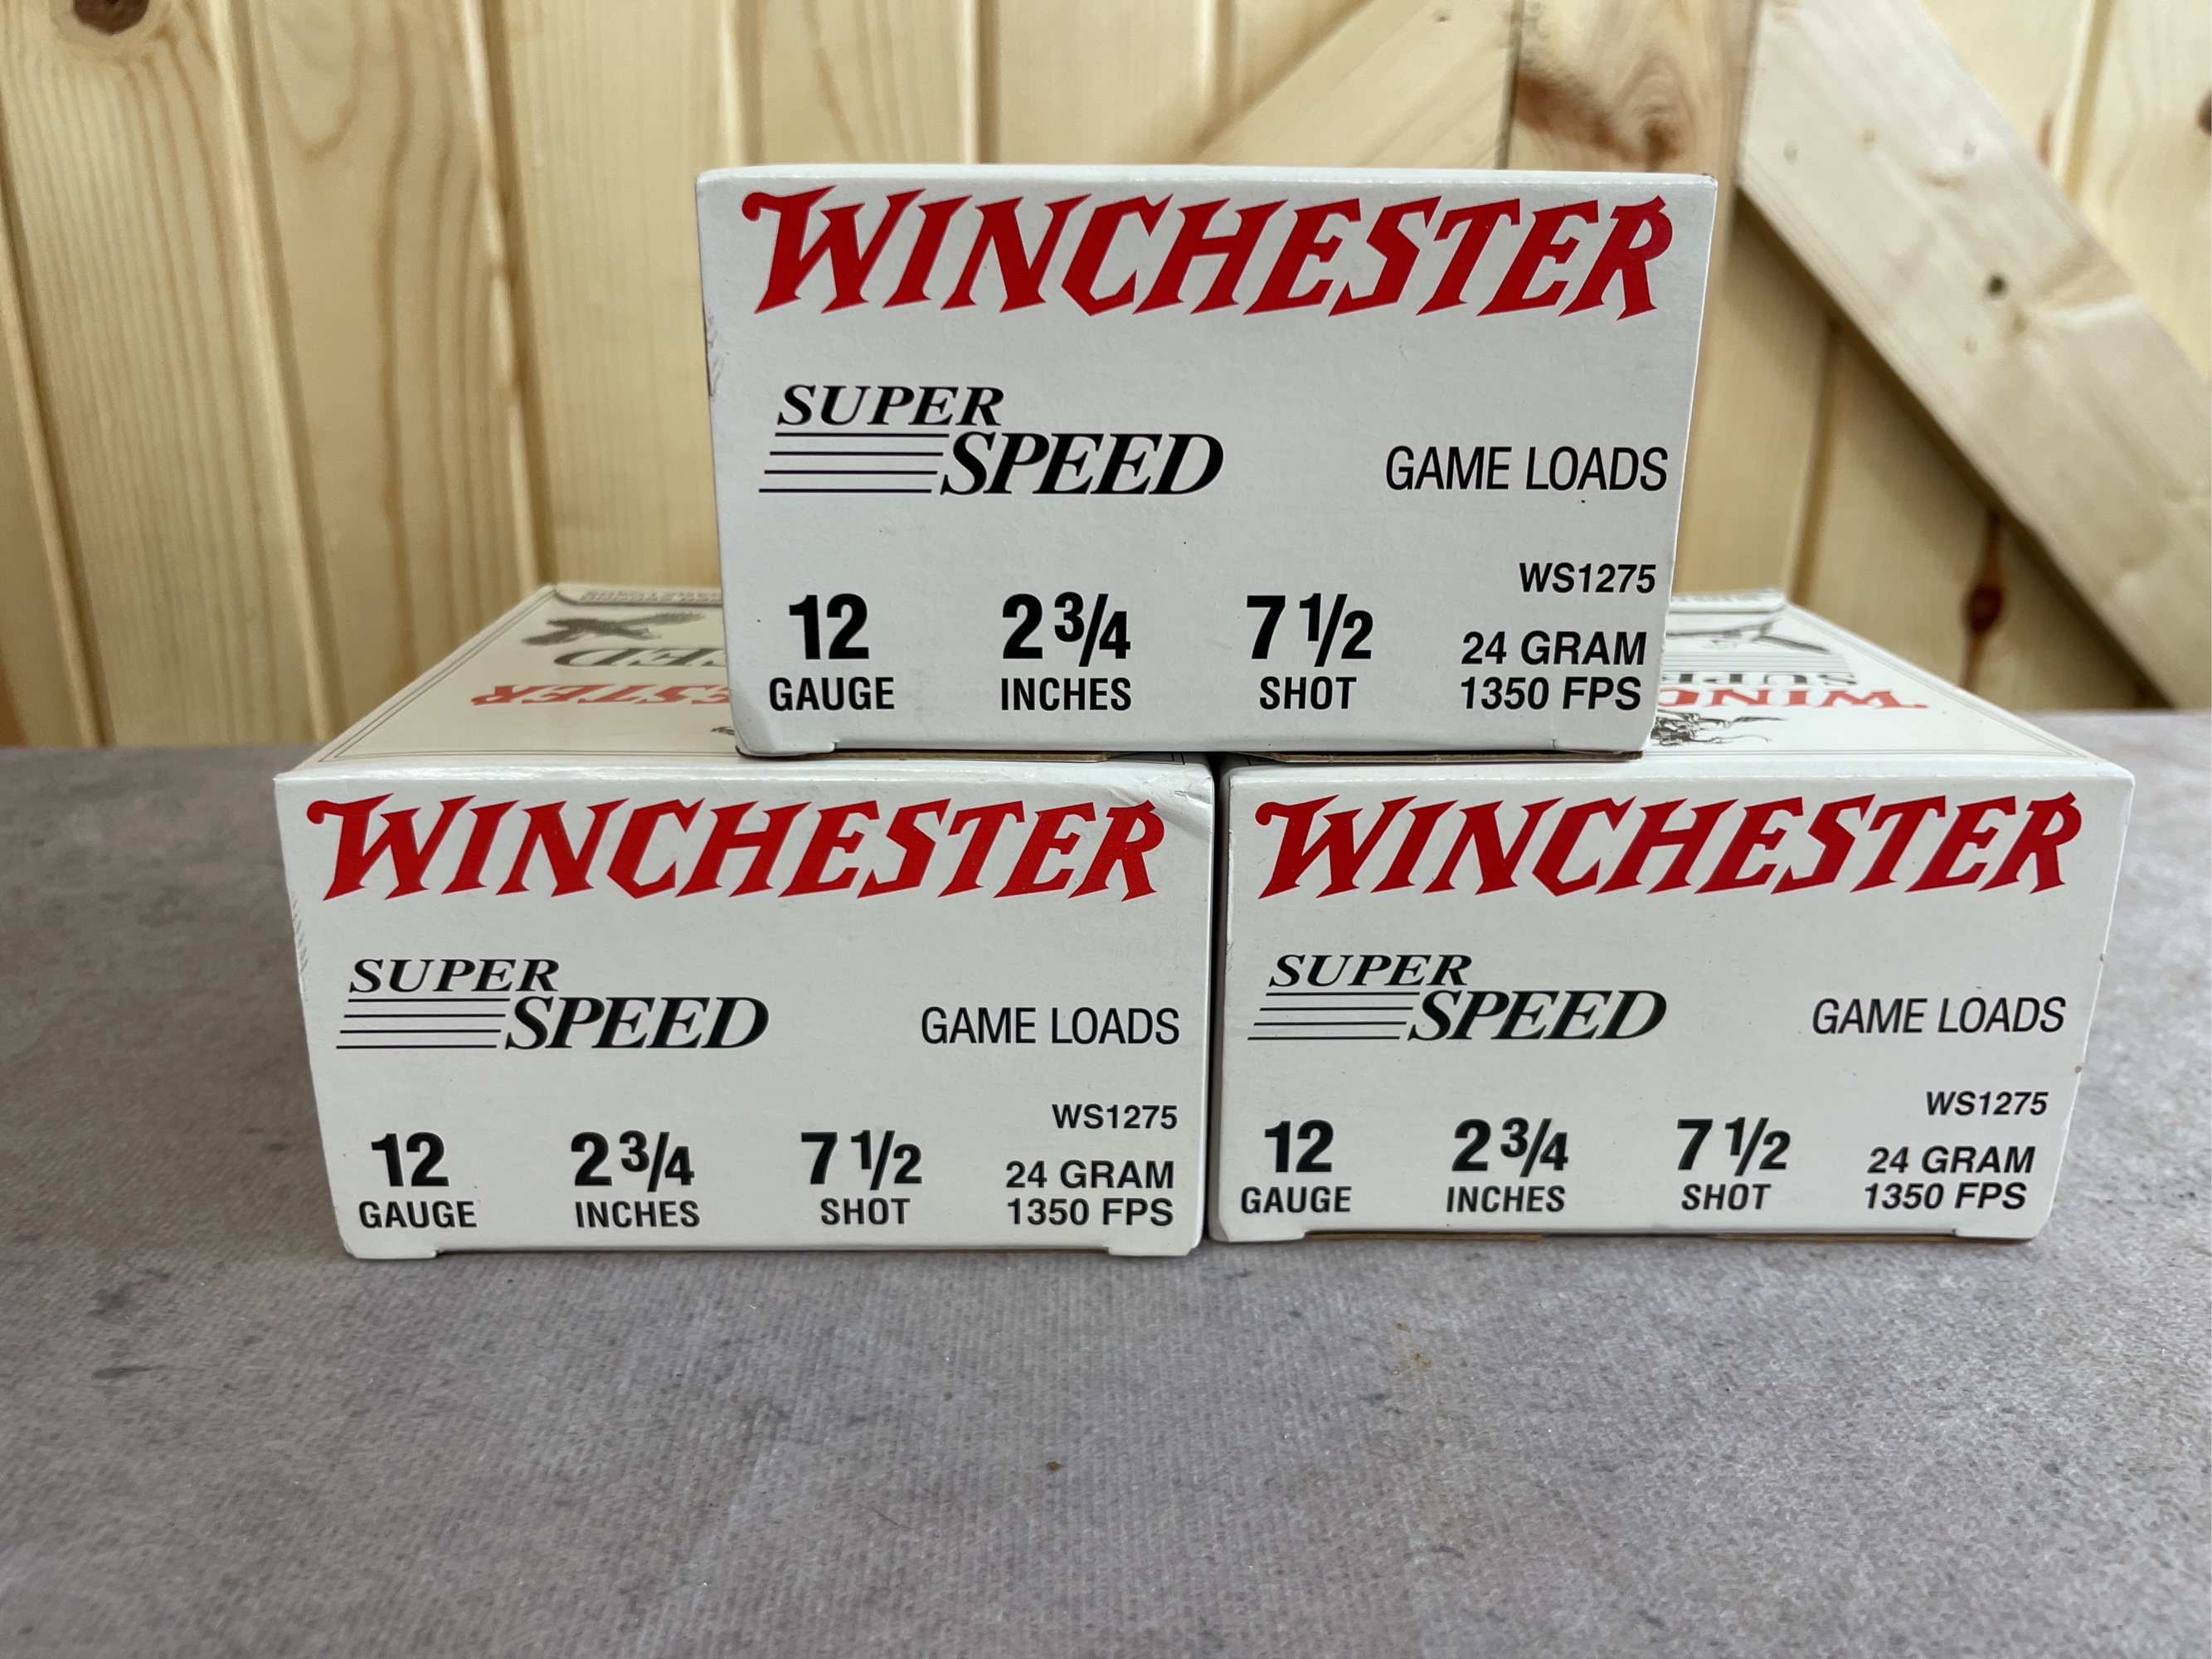 WINCHESTER
SUPER
SPEED
GAME LOADS
WS1275
12 2 3/4 7 1/2 24 GRAM
GAUGE INCHES SHOT 1350 FPS
WINCHESTER
SUPER
SPEED
GAME LOADS
WS1275
12 2 3/4 7 1/2 24 GRAM
GAUGE INCHES SHOT 1350 FPS
WINCHESTER
SUPER
SPEED
GAME LOADS
WS1275
12 2 3/4 7 1/2 24 GRAM
GAUGE INCHES SHOT 1350 FPS